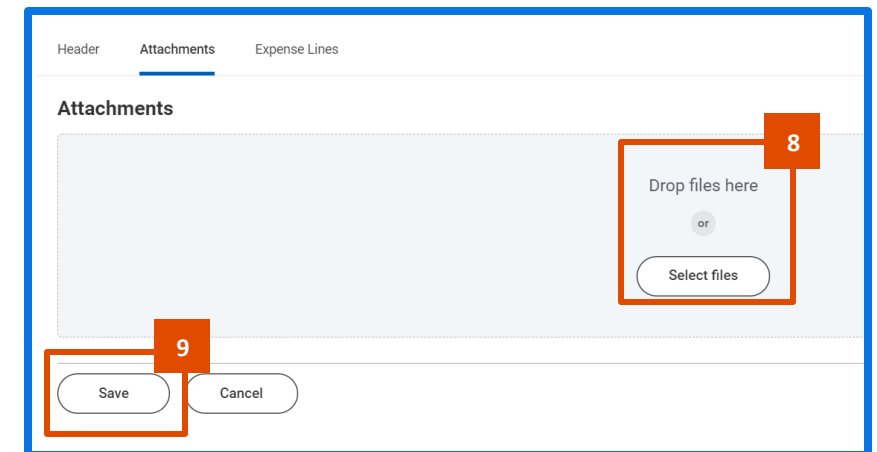 Header Attachments Expense Lines
Attachments
8
Drop files here
or
Select files
9
Save Cancel